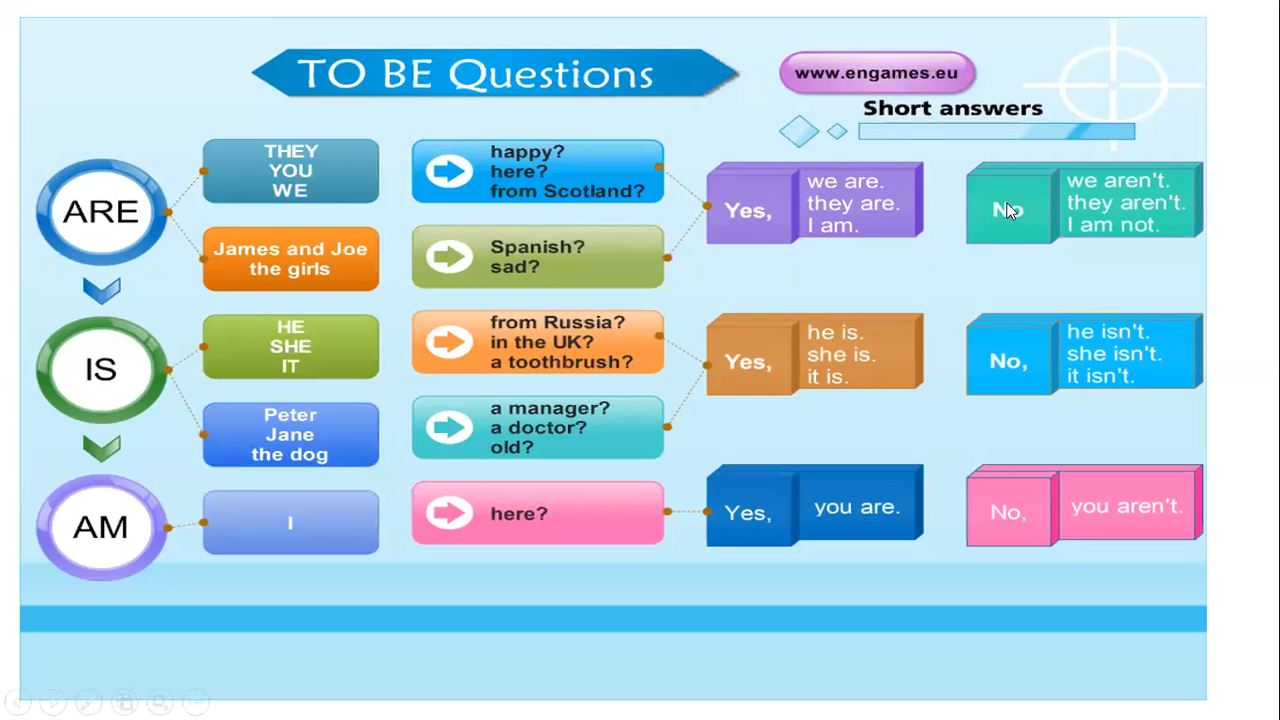 TO BE Questions
www.engames.eu
Short answers
ARE
THEY
YOU
WE
James and Joe
the girls
happy?
here?
from Scotland?
Spanish?
sad?
Yes,
we are.
they are.
I am.
No
we aren't.
they aren't.
I am not.
IS
HE
SHE
IT
Peter
Jane
the dog
from Russia?
in the UK?
a toothbrush?
a manager?
a doctor?
old?
Yes,
he is.
she is.
it is.
No,
he isn't.
she isn't.
it isn't.
AM
I
here?
Yes,
you are.
No,
you aren't.